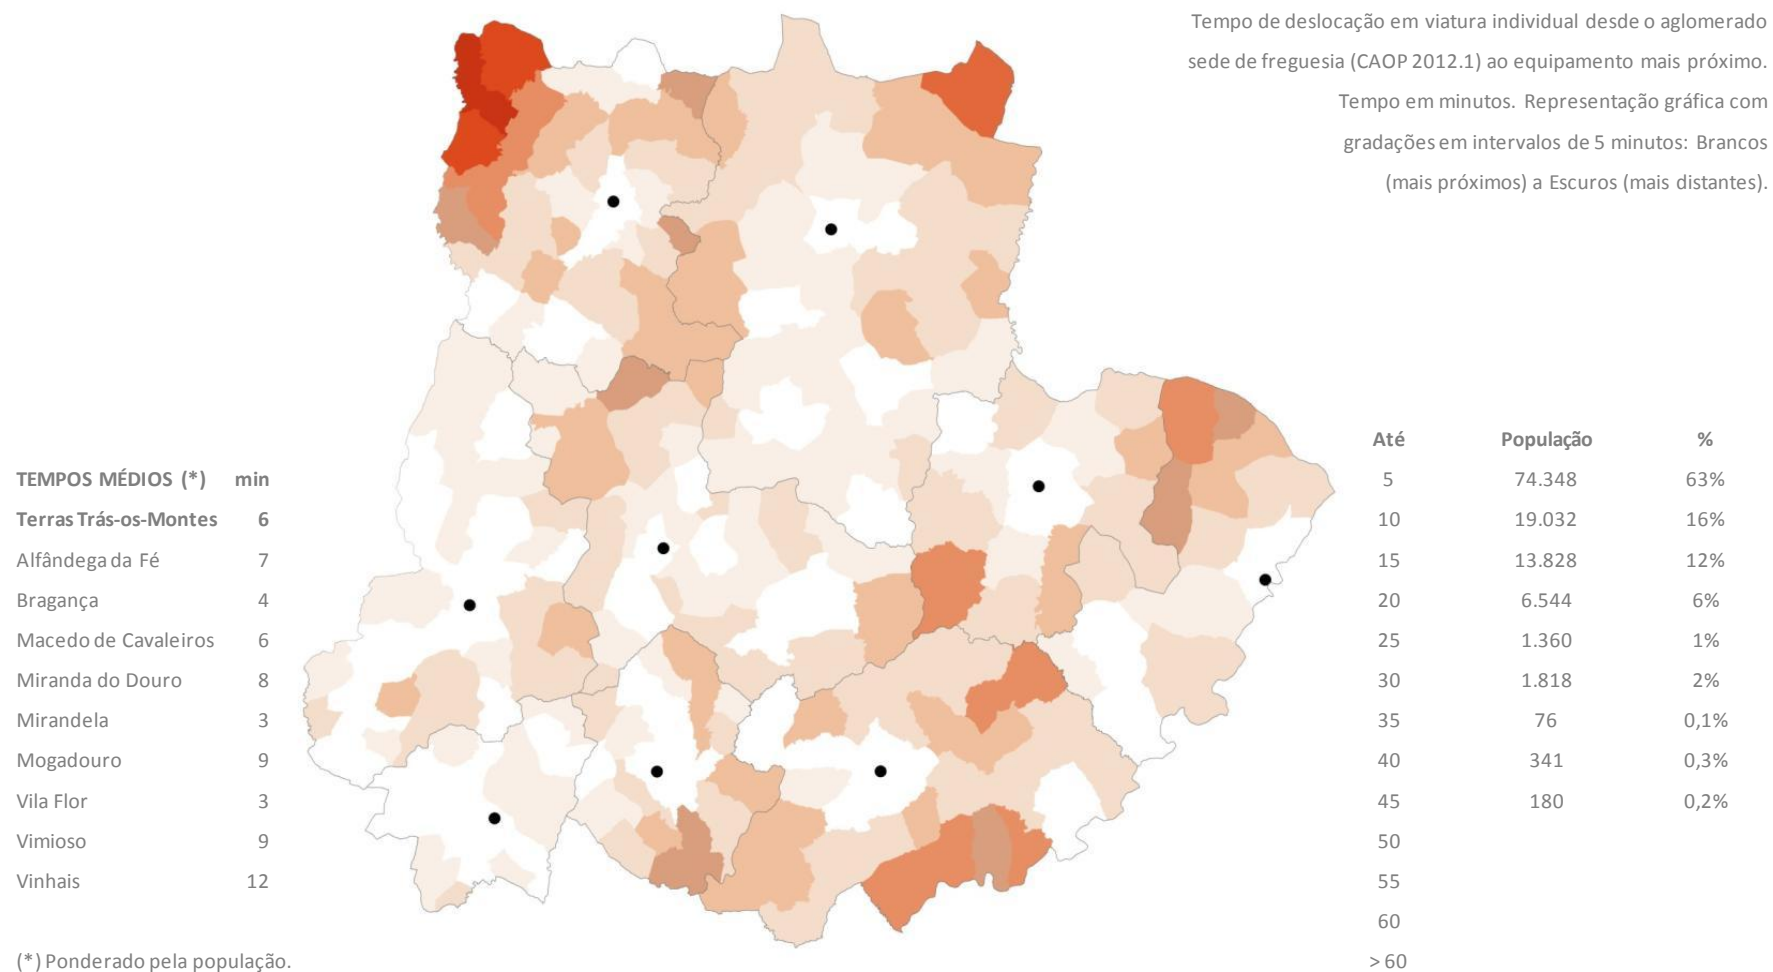 Tempo de deslocação em viatura individual desde o aglomerado
sede de freguesia (CAOP 2012.1) ao equipamento mais próximo.
Tempo em minutos. Representação gráfica com
gradações em intervalos de 5 minutos: Brancos
(mais próximos) a Escuros (mais distantes).
TEMPOS MÉDIOS (*) min
Terras Trás-os-Montes 6
Alfândega da Fé 7
Bragança 4
Macedo de Cavaleiros 6
Miranda do Douro 8
Mirandela 3
Mogadouro 9
Vila Flor 3
Vimioso 9
Vinhais 12
(*) Ponderado pela população.
Até População %
5 74.348 63%
10 19.032 16%
15 13.828 12%
20 6.544 6%
25 1.360 1%
30 1.818 2%
35 76 0,1%
40 341 0,3%
45 180 0,2%
50
55
60
> 60